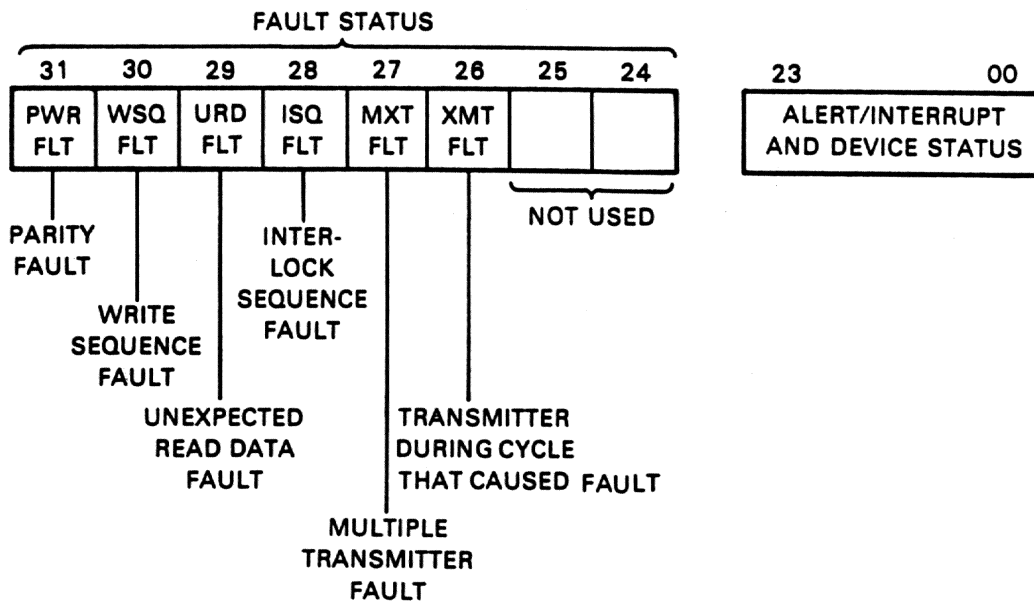 FAULT STATUS
31 30 29 28 27 26 25 24
23 00
PWR FLT
WSQ FLT
URD FLT
ISQ FLT
MXT FLT
XMT FLT
ALERT/INTERRUPT
AND DEVICE STATUS
NOT USED
PARITY
FAULT
WRITE
SEQUENCE
FAULT
UNEXPECTED
READ DATA
FAULT
INTER-
LOCK
SEQUENCE
FAULT
MULTIPLE
TRANSMITTER
FAULT
TRANSMITTER
DURING CYCLE
THAT CAUSED FAULT